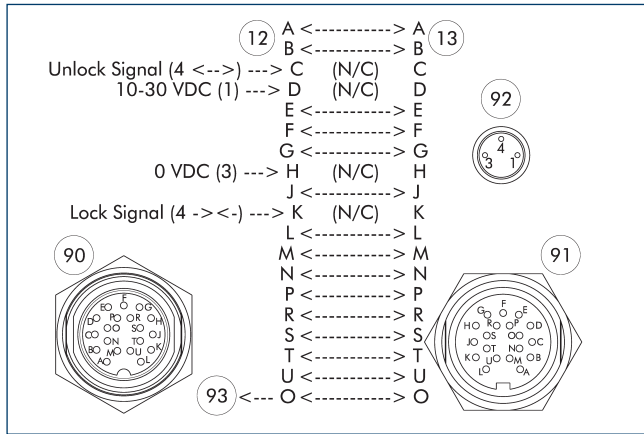 12 A <-----------> A 13
B <-----------> B
Unlock Signal (4 <-->) ---> C (N/C) C
10-30 VDC (1) ---> D (N/C) D
E <-----------> E
F <-----------> F
G <-----------> G
0 VDC (3) ---> H (N/C) H
J <-----------> J
Lock Signal (4 -><-) ---> K (N/C) K
L <-----------> L
M <-----------> M
N <-----------> N
P <-----------> P
R <-----------> R
S <-----------> S
T <-----------> T
U <-----------> U
93 <--- O <-----------> O
92
4
3 1
90
F
E G
D P R H
C O S J
N T
B M U K
A L
91
F
G E
H R P D
S O
J T N C
K U M B
L A